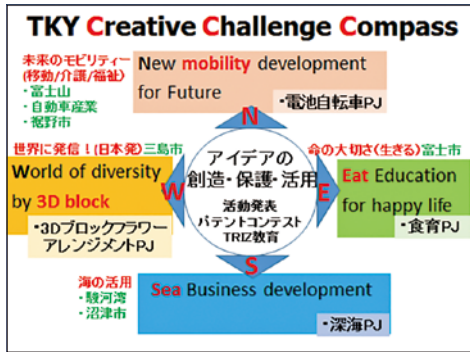 TKY Creative Challenge Compass
未来のモビリティー
(移動/介護/福祉)
・富士山
・自動車産業
・裾野市
New mobility development
for Future
・電池自転車PJ
N
世界に発信！(日本発)三島市
World of diversity
by 3D block
・3Dブロックフラワー
アレンジメントPJ
W
アイデアの
創造・保護・活用
活動発表
パテントコンテスト
TRIZ教育
E
命の大切さ(生きる)富士市
Eat Education
for happy life
・食育PJ
S
海の活用
・駿河湾
・沼津市
Sea Business development
・深海PJ